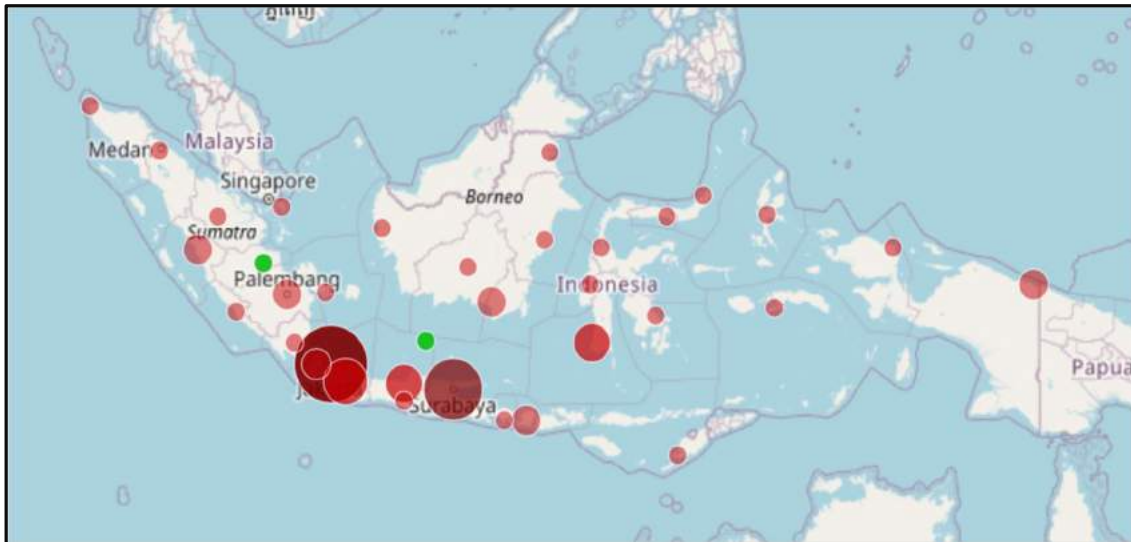 Medan
Malaysia
Singapore
Borneo
Sumatra
Palembang
Indonesia
Papua
Surabaya